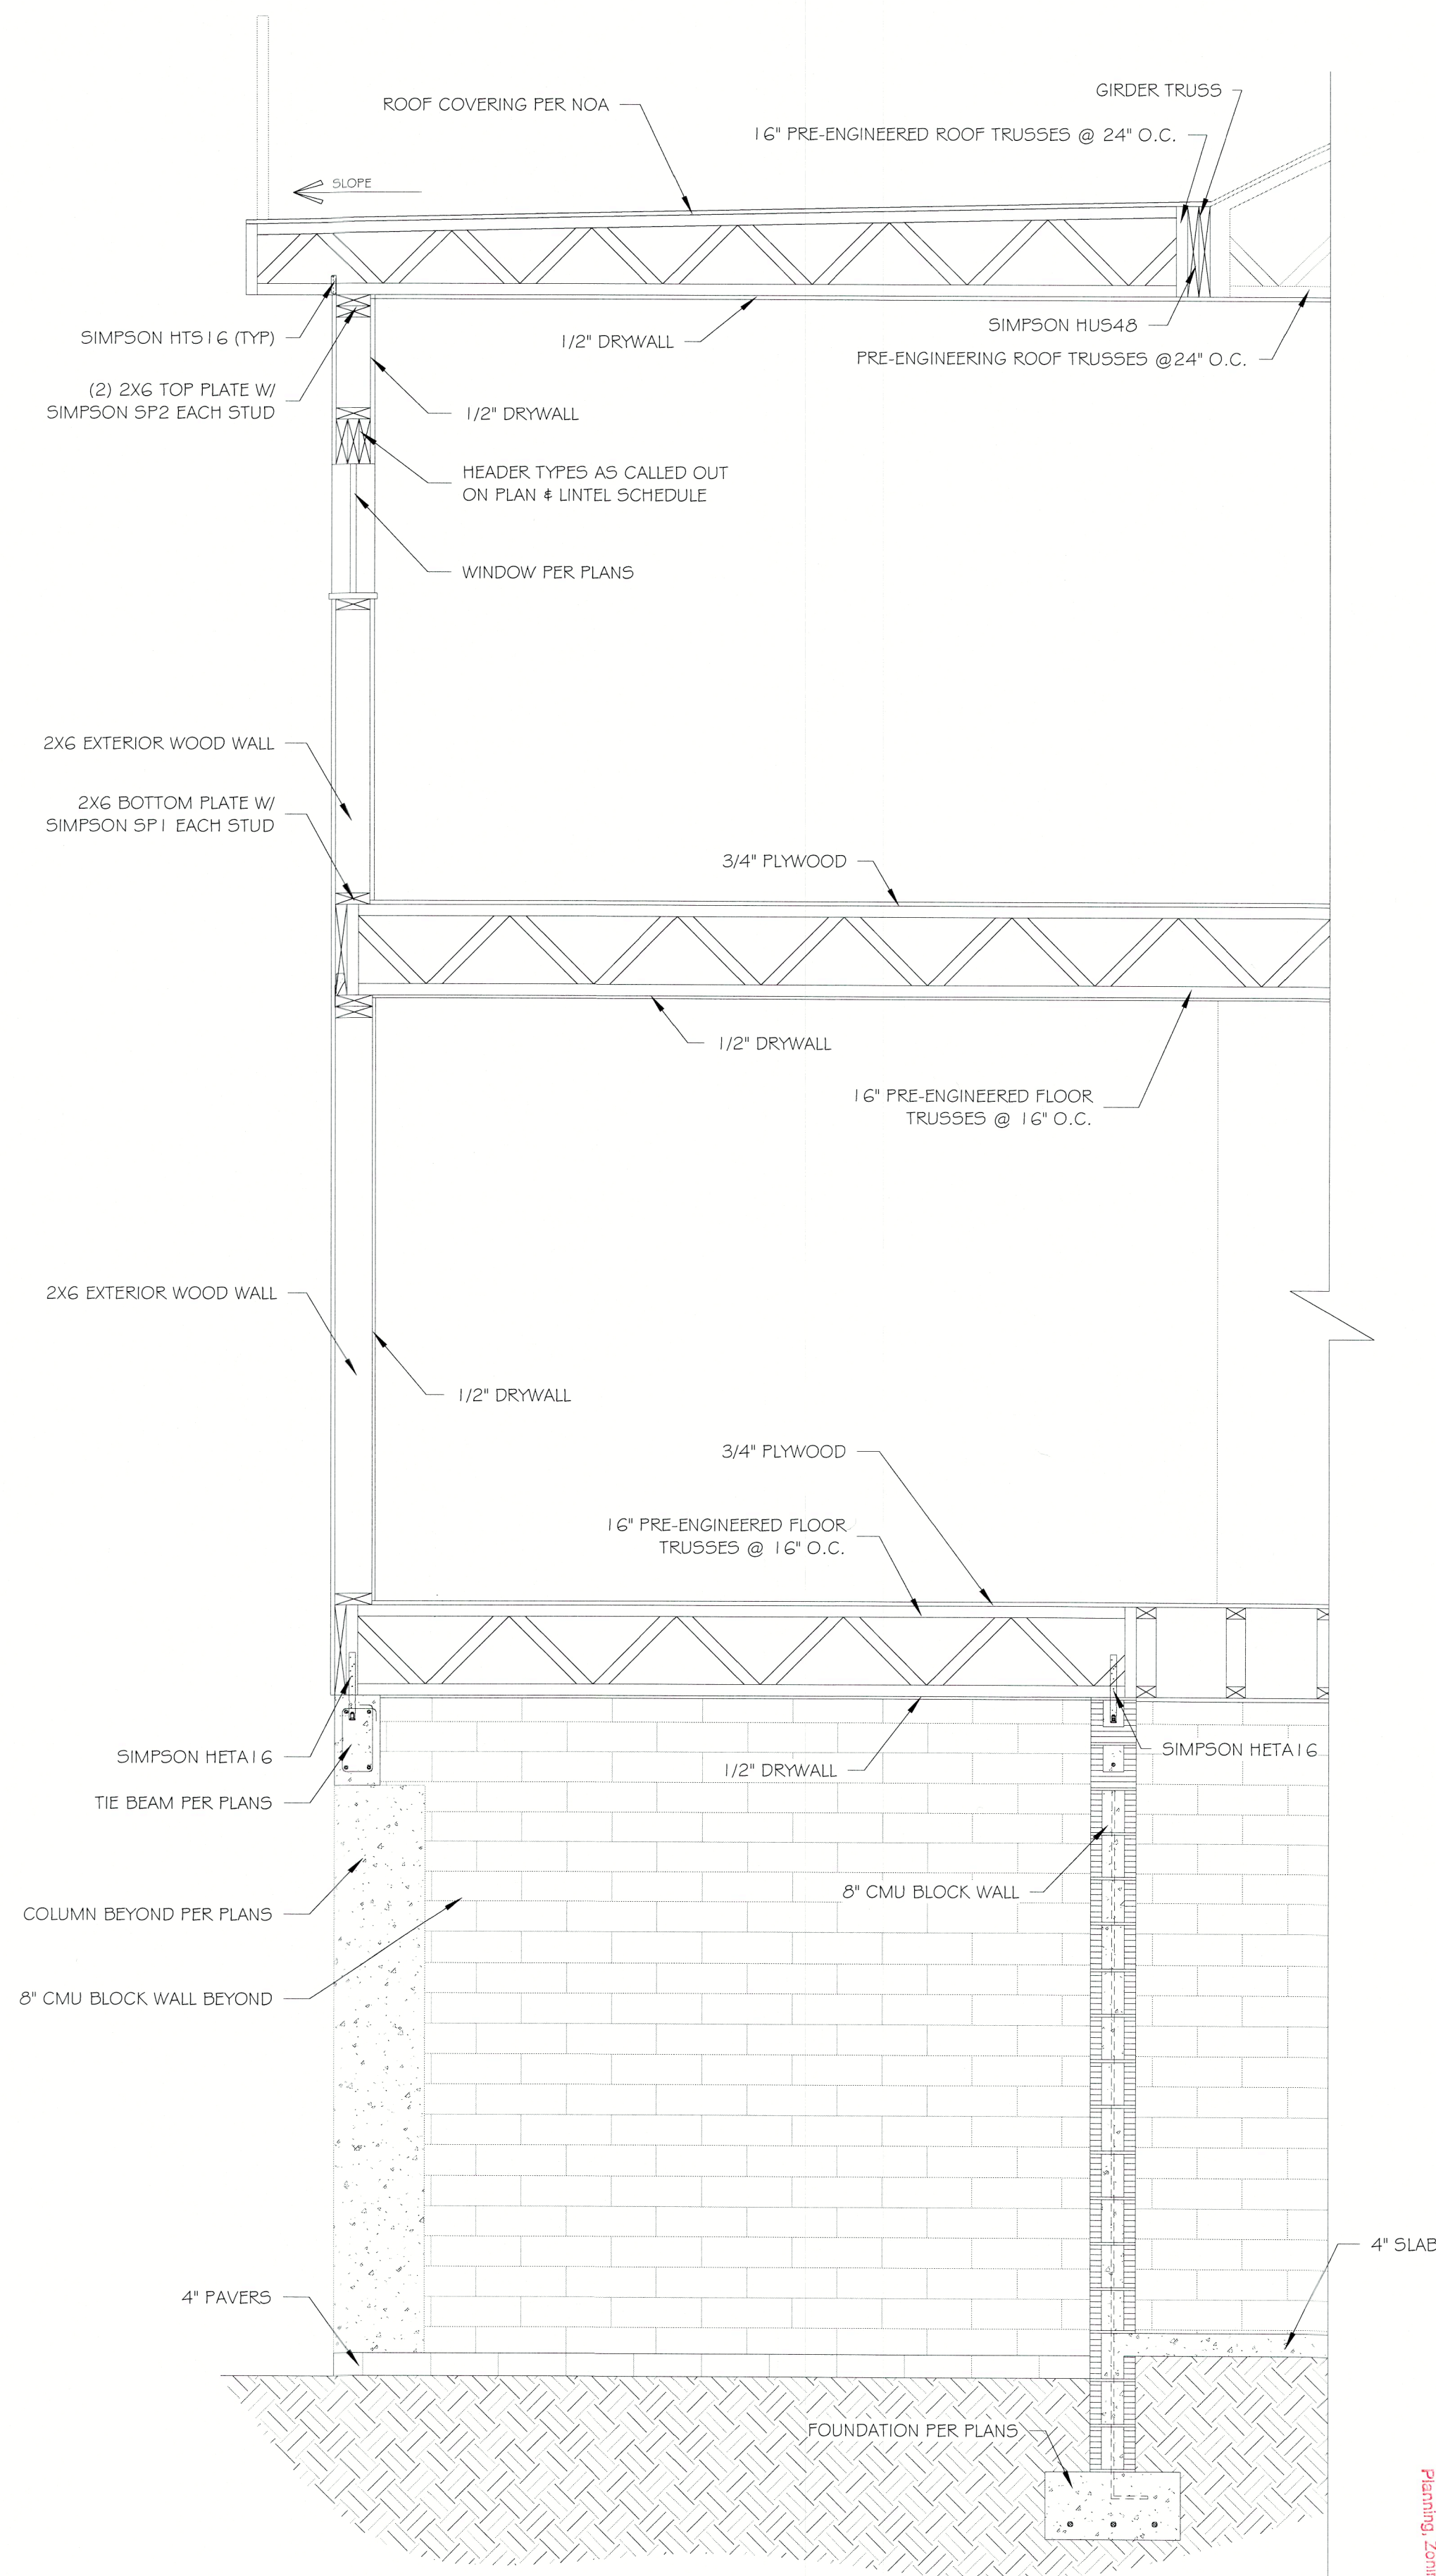 ROOF COVERING PER NOA
GIRDER TRUSS
16" PRE-ENGINEERED ROOF TRUSSES @ 24" O.C.
SLOPE
SIMPSON HTS16 (TYP)
1/2" DRYWALL
SIMPSON HUS48
PRE-ENGINEERING ROOF TRUSSES @24" O.C.
(2) 2X6 TOP PLATE W/
SIMPSON SP2 EACH STUD
1/2" DRYWALL
HEADER TYPES AS CALLED OUT
ON PLAN & LINTEL SCHEDULE
WINDOW PER PLANS
2X6 EXTERIOR WOOD WALL
2X6 BOTTOM PLATE W/
SIMPSON SP1 EACH STUD
3/4" PLYWOOD
1/2" DRYWALL
16" PRE-ENGINEERED FLOOR
TRUSSES @ 16" O.C.
2X6 EXTERIOR WOOD WALL
1/2" DRYWALL
3/4" PLYWOOD
16" PRE-ENGINEERED FLOOR
TRUSSES @ 16" O.C.
SIMPSON HETA16
SIMPSON HETA16
1/2" DRYWALL
TIE BEAM PER PLANS
8" CMU BLOCK WALL
COLUMN BEYOND PER PLANS
8" CMU BLOCK WALL BEYOND
4" SLAB
4" PAVERS
FOUNDATION PER PLANS
Planning,